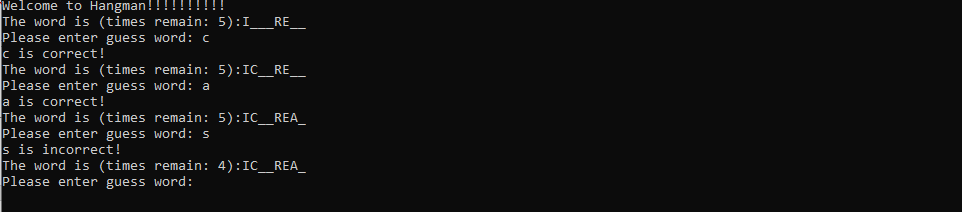 Welcome to Hangman!!!!!!!!!!
The word is (times remain: 5):I___RE__
Please enter guess word: c
c is correct!
The word is (times remain: 5):IC__RE__
Please enter guess word: a
a is correct!
The word is (times remain: 5):IC__REA_
Please enter guess word: s
s is incorrect!
The word is (times remain: 4):IC__REA_
Please enter guess word: